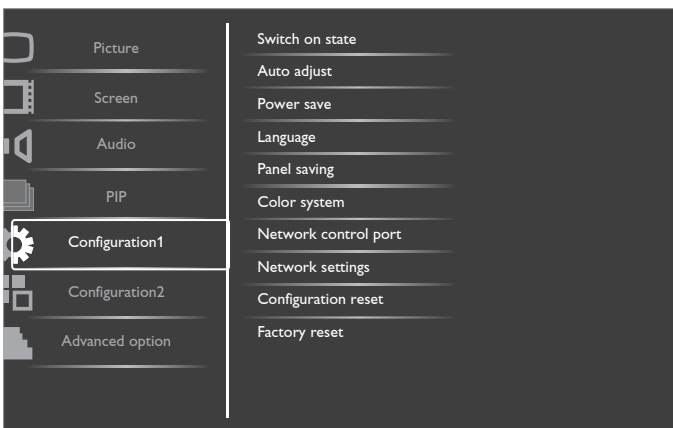 Picture
Screen
Audio
PIP
Configuration1
Configuration2
Advanced option
Switch on state
Auto adjust
Power save
Language
Panel saving
Color system
Network control port
Network settings
Configuration reset
Factory reset